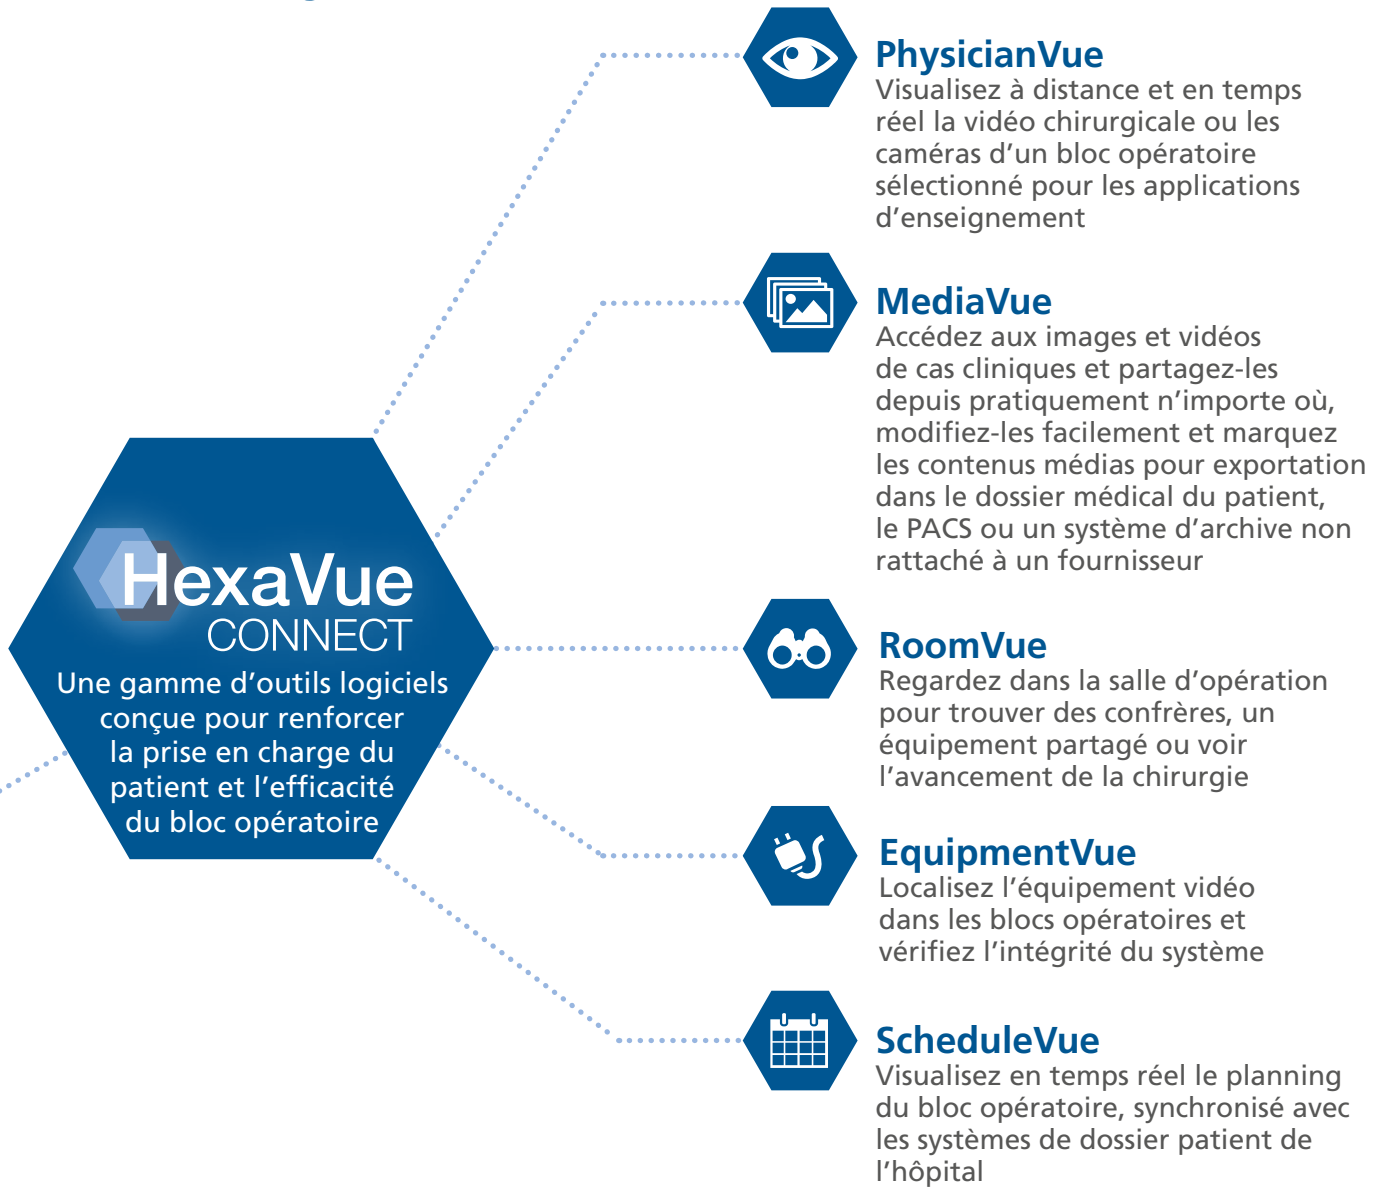 HexaVue
CONNECT
Une gamme d’outils logiciels
conçue pour renforcer
la prise en charge du
patient et l’efficacité
du bloc opératoire
PhysicianVue
Visualisez à distance et en temps
réel la vidéo chirurgicale ou les
caméras d’un bloc opératoire
sélectionné pour les applications
d’enseignement
MediaVue
Accédez aux images et vidéos
de cas cliniques et partagez-les
depuis pratiquement n’importe où,
modifiez-les facilement et marquez
les contenus médias pour exportation
dans le dossier médical du patient,
le PACS ou un système d’archive non
rattaché à un fournisseur
RoomVue
Regardez dans la salle d’opération
pour trouver des confrères, un
équipement partagé ou voir
l’avancement de la chirurgie
EquipmentVue
Localisez l’équipement vidéo
dans les blocs opératoires et
vérifiez l’intégrité du système
ScheduleVue
Visualisez en temps réel le planning
du bloc opératoire, synchronisé avec
les systèmes de dossier patient de
l’hôpital